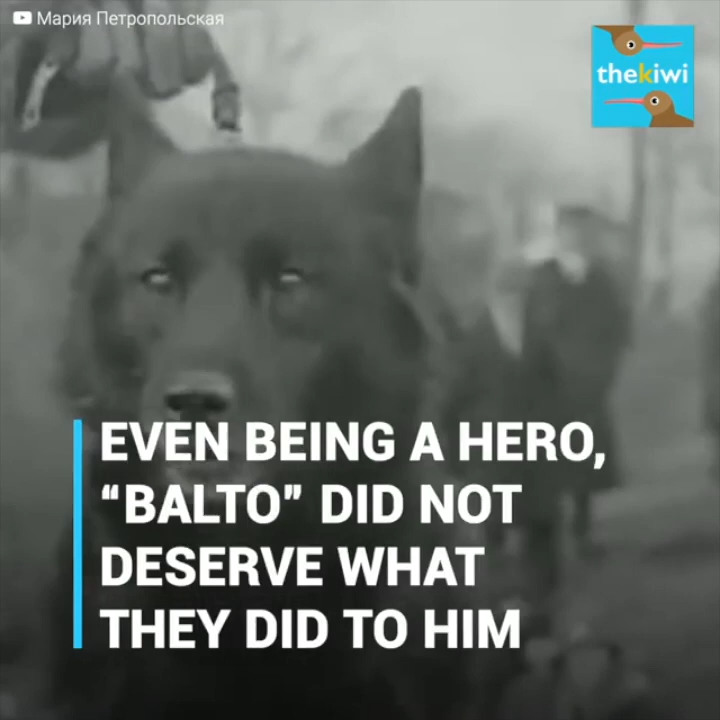 Мария Петропольская
thekiwi
EVEN BEING A HERO,
“BALTO” DID NOT
DESERVE WHAT
THEY DID TO HIM